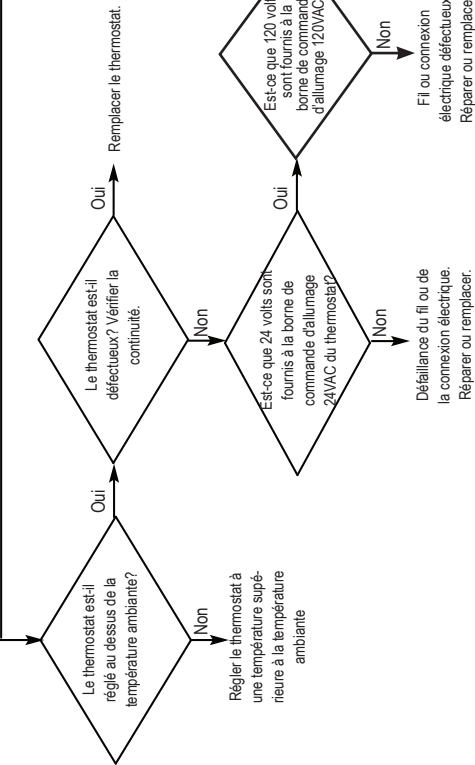 Le thermostat est-il
réglé au dessus de la
température ambiante?
Oui
Non
Régler le thermostat à
une température supé-
rieure à la température
ambiante
Le thermostat est-il
défectueux? Vérifier la
continuité.
Oui
Remplacer le thermostat.
Non
Est-ce que 24 volts sont
fournis à la borne de
commande d'allumage
24VAC du thermostat?
Oui
Non
Défaillance du fil ou de
la connexion électrique.
Réparer ou remplacer.
Est-ce que 120 volt
sont fournis à la
borne de command
d'allumage 120VAC
Non
Fil ou connexion
électrique défectueux
Réparer ou remplace